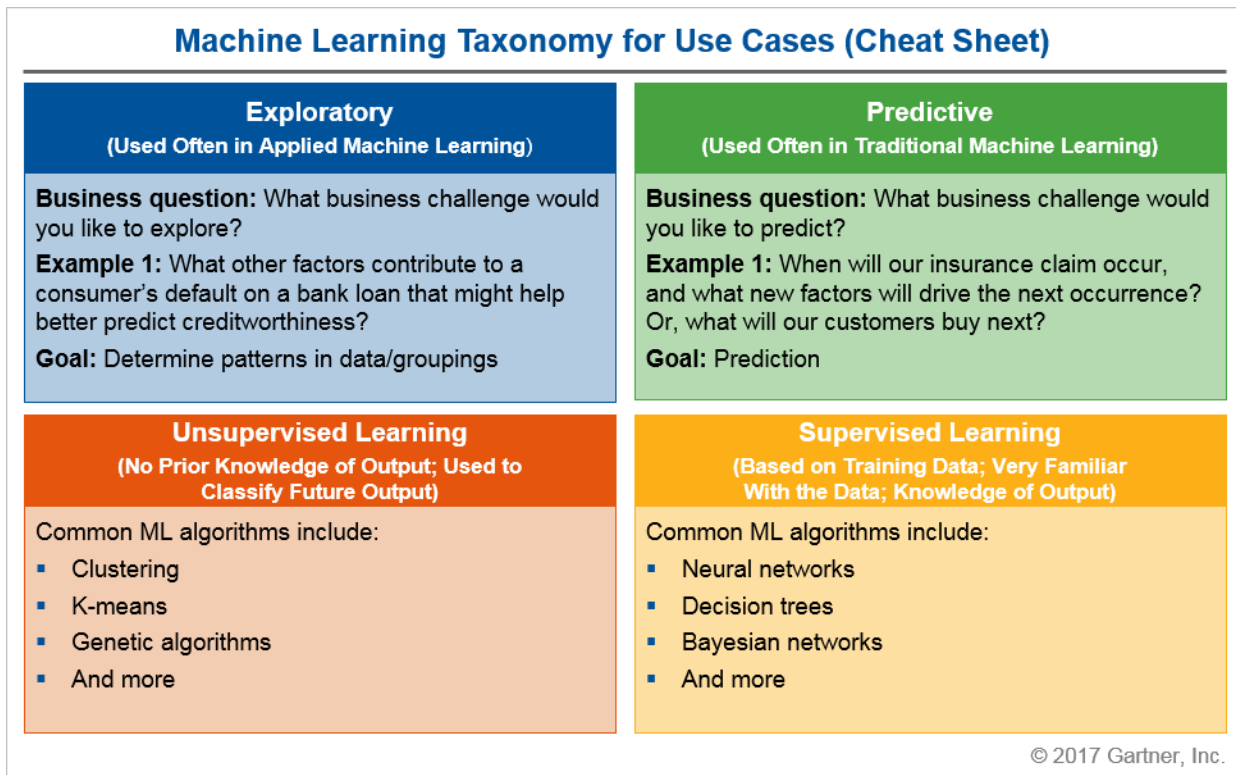 Machine Learning Taxonomy for Use Cases (Cheat Sheet)
Exploratory
(Used Often in Applied Machine Learning)
Business question: What business challenge would
you like to explore?
Example 1: What other factors contribute to a
consumer's default on a bank loan that might help
better predict creditworthiness?
Goal: Determine patterns in data/groupings
Predictive
(Used Often in Traditional Machine Learning)
Business question: What business challenge would
you like to predict?
Example 1: When will our insurance claim occur,
and what new factors will drive the next occurrence?
Or, what will our customers buy next?
Goal: Prediction
Unsupervised Learning
(No Prior Knowledge of Output; Used to
Classify Future Output)
Common ML algorithms include:
▪ Clustering
▪ K-means
▪ Genetic algorithms
▪ And more
Supervised Learning
(Based on Training Data; Very Familiar
With the Data; Knowledge of Output)
Common ML algorithms include:
▪ Neural networks
▪ Decision trees
▪ Bayesian networks
▪ And more
© 2017 Gartner, Inc.